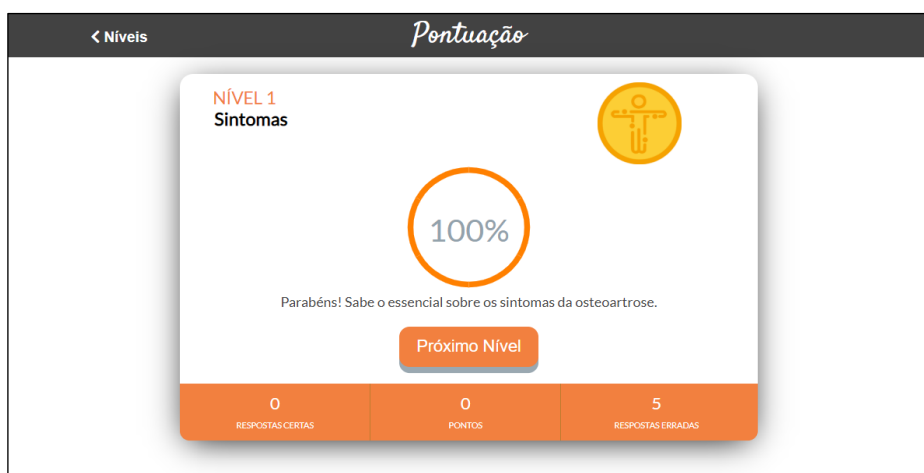 Níveis
Pontuação
NÍVEL 1
Sintomas
100%
Parabéns! Sabe o essencial sobre os sintomas da osteoartrose.
Próximo Nível
0
RESPOSTAS CERTAS
0
PONTOS
5
RESPOSTAS ERRADAS